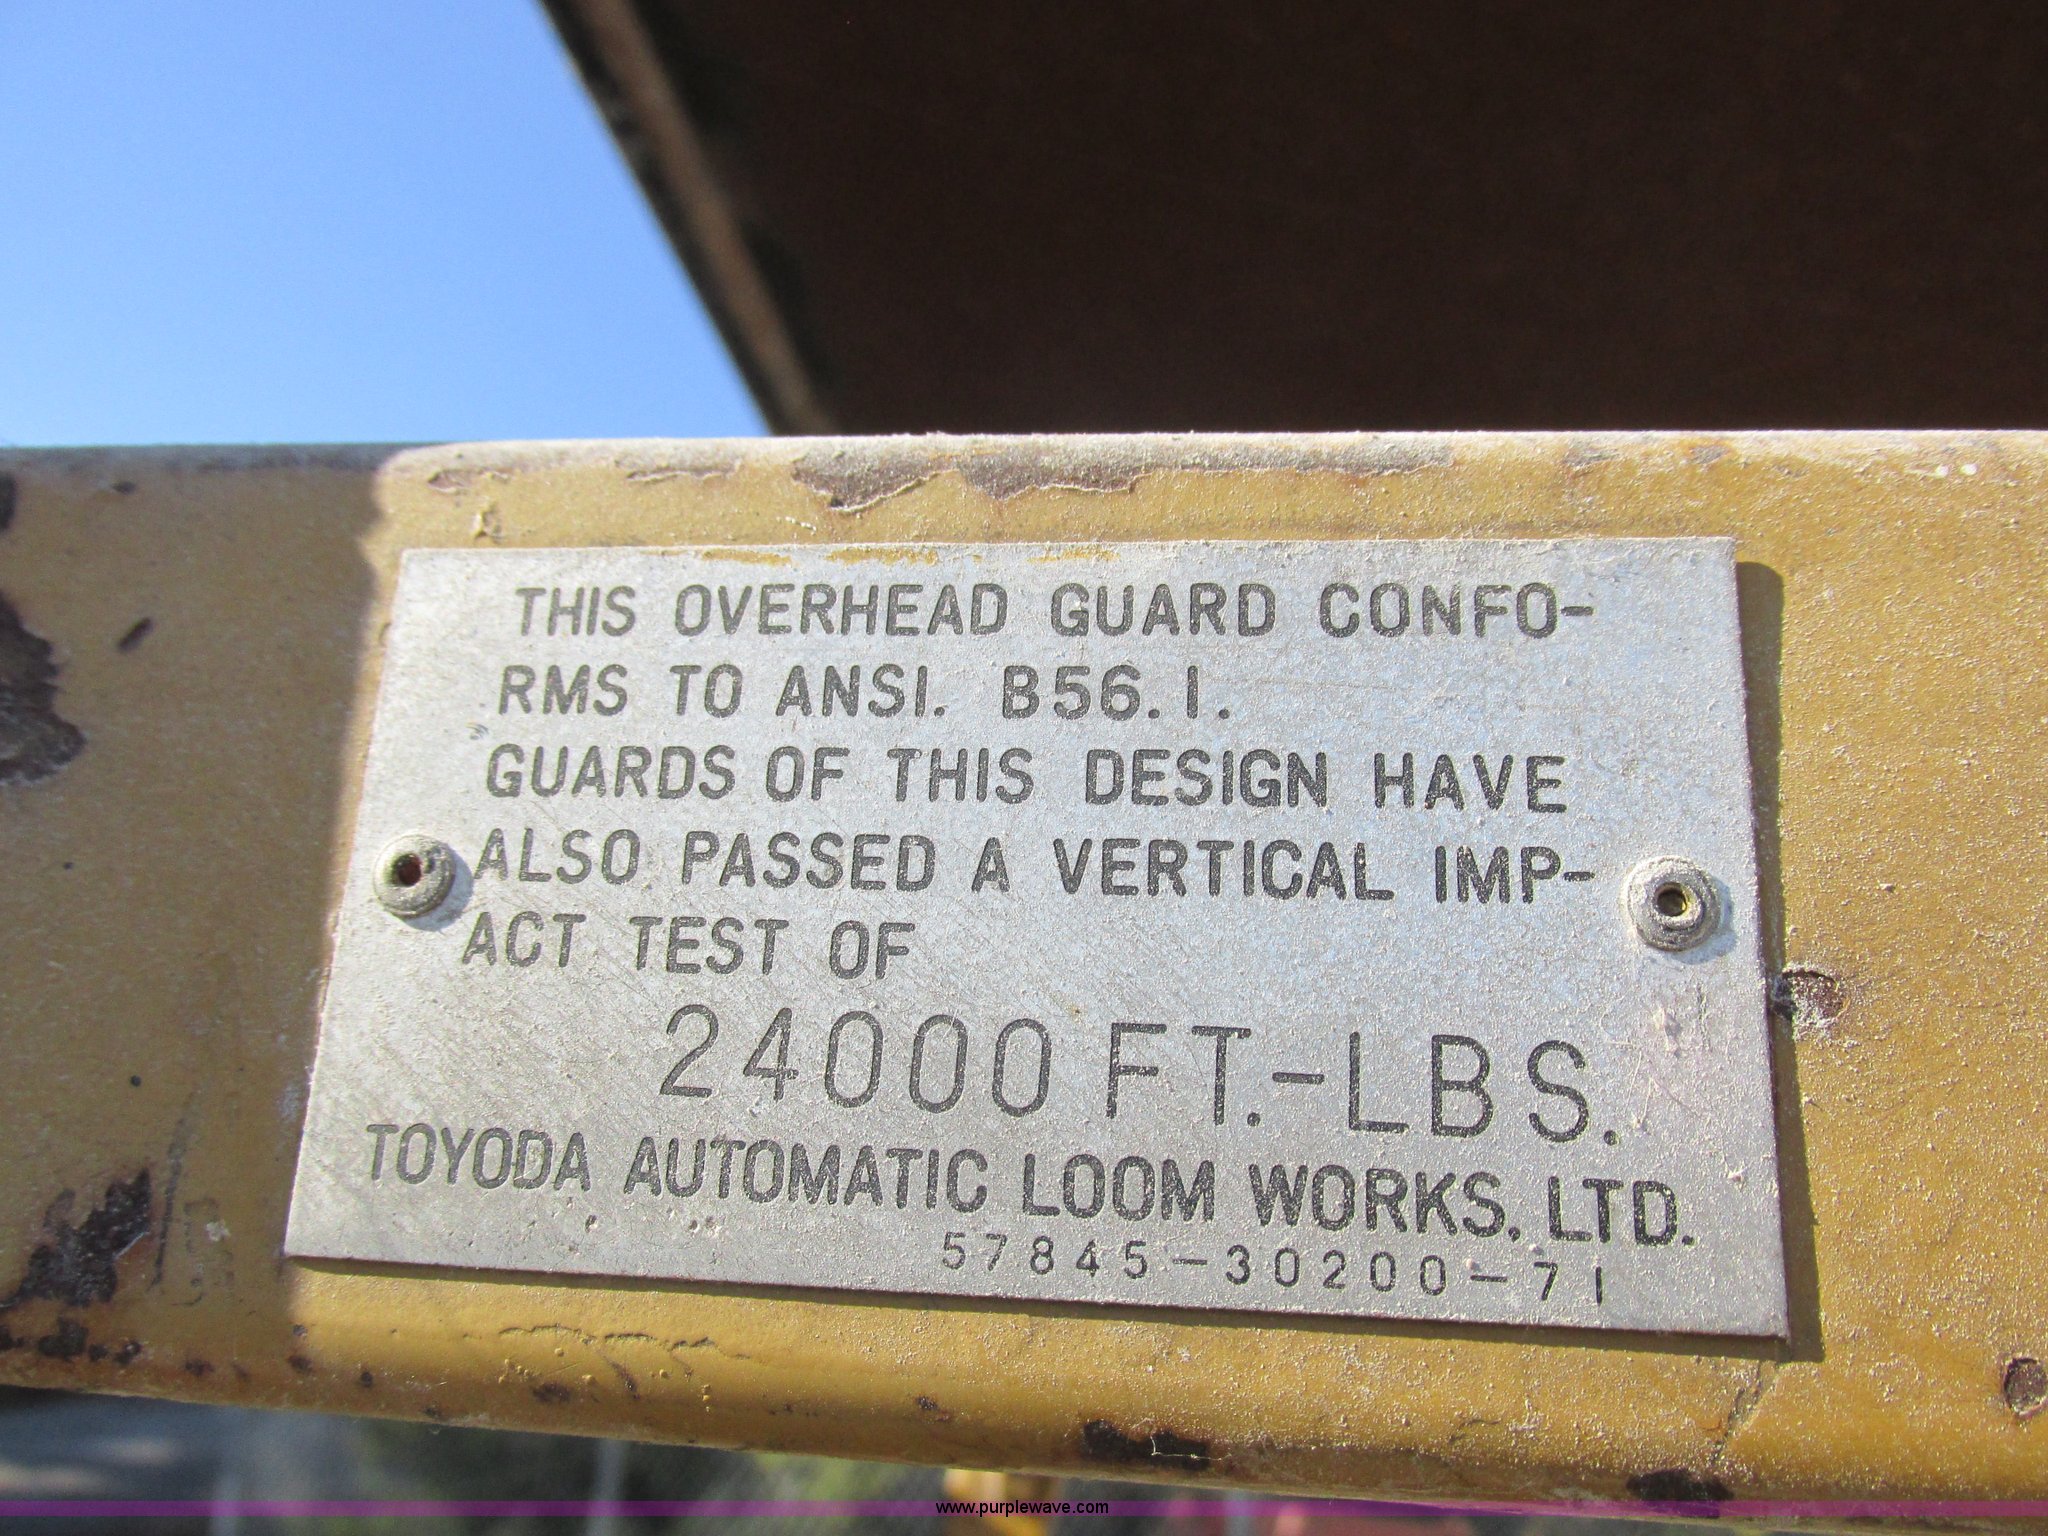 THIS OVERHEAD GUARD CONFO-
RMS TO ANSI. B56.1.
GUARDS OF THIS DESIGN HAVE
ALSO PASSED A VERTICAL IMP-
ACT TEST OF
24000 FT.-LBS.
TOYODA AUTOMATIC LOOM WORKS, LTD.
57845-30200-71
www.purplewave.com